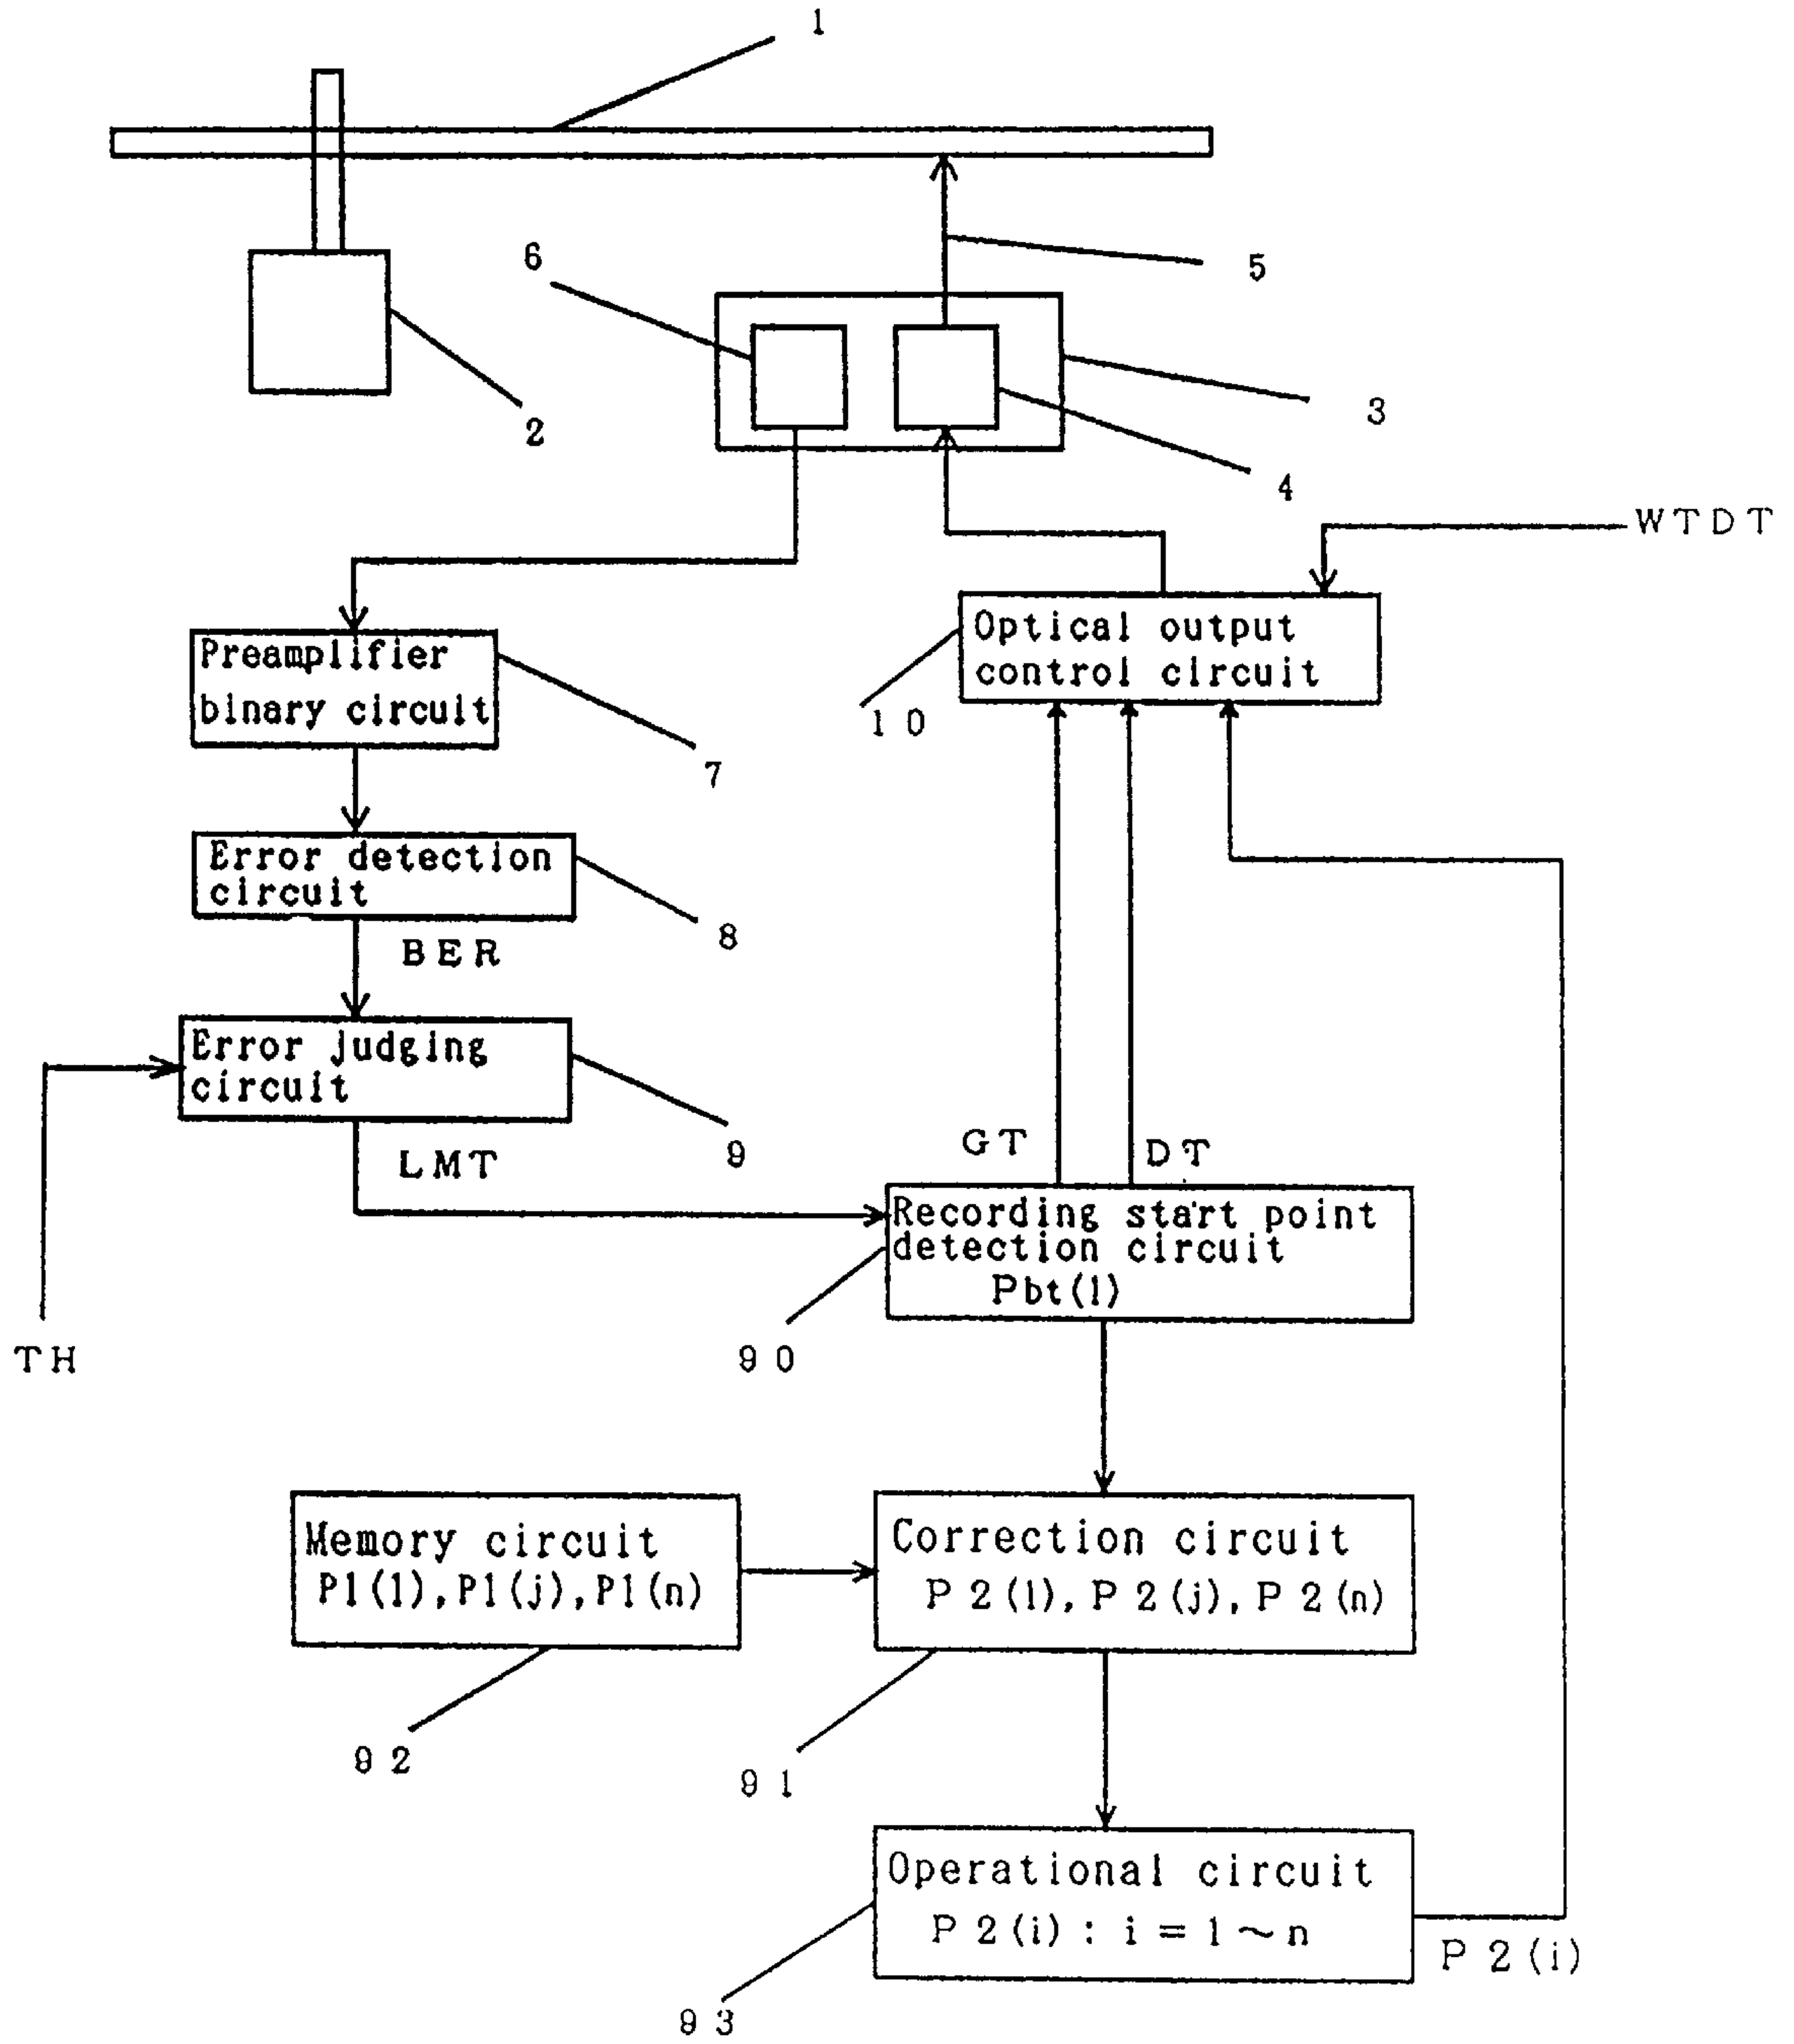 1
6
5
2
3
4
WTDT
Optical output
control circuit
Preamplifier
binary circuit
10
7
Error detection
circuit
8
BER
Error judging
circuit
9
GT
DT
LMT
Recording start point
detection circuit
Pbt(1)
TH
90
Memory circuit
P1(1),P1(j),P1(n)
Correction circuit
P2(1),P2(j),P2(n)
92
91
Operational circuit
P2(i) : i = 1 ~ n
P2(i)
93